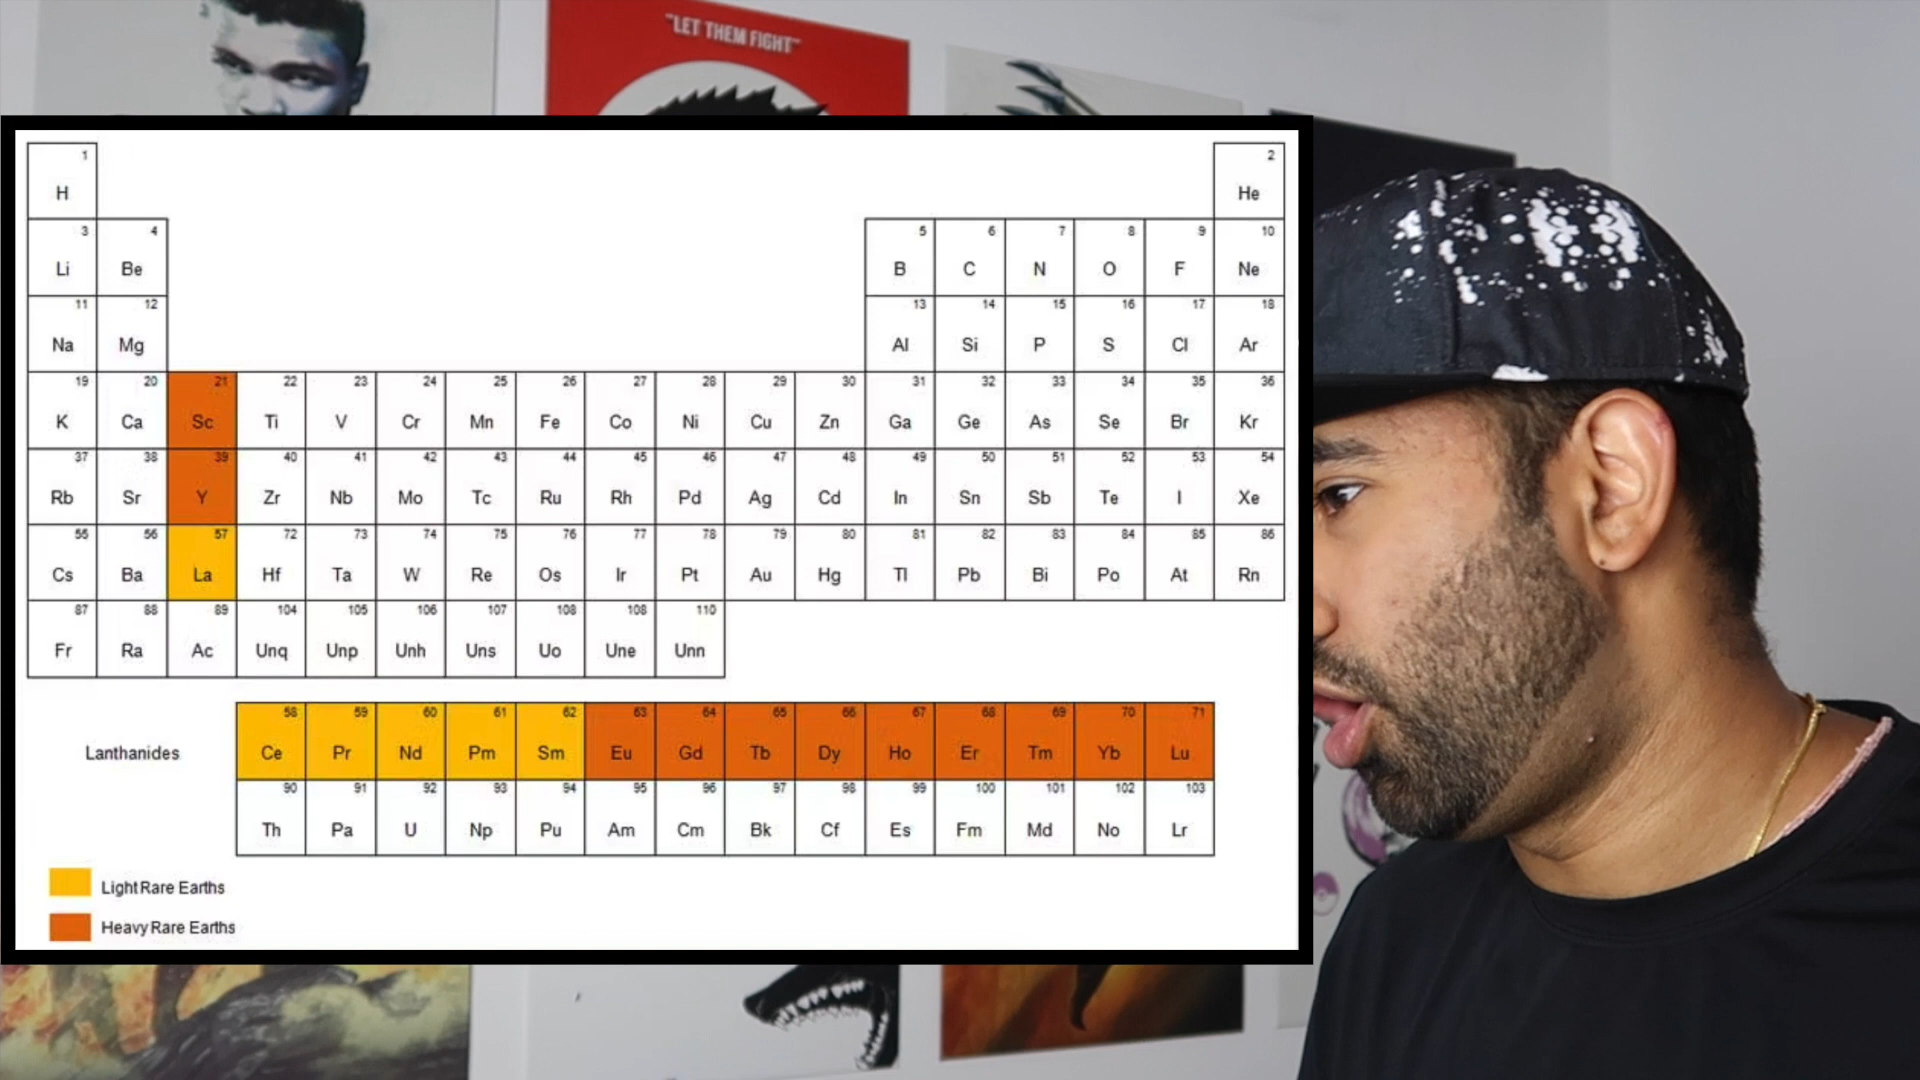 "LET THEM FIGHT"
1 2
H He
3 4 5 6 7 8 9 10
Li Be B C N O F Ne
11 12 13 14 15 16 17 18
Na Mg Al Si P S Cl Ar
19 20 21 22 23 24 25 26 27 28 29 30 31 32 33 34 35 36
K Ca Sc Ti V Cr Mn Fe Co Ni Cu Zn Ga Ge As Se Br Kr
37 38 39 40 41 42 43 44 45 46 47 48 49 50 51 52 53 54
Rb Sr Y Zr Nb Mo Tc Ru Rh Pd Ag Cd In Sn Sb Te I Xe
55 56 57 72 73 74 75 76 77 78 79 80 81 82 83 84 85 86
Cs Ba La Hf Ta W Re Os Ir Pt Au Hg Tl Pb Bi Po At Rn
87 88 89 104 105 106 107 108 108 110
Fr Ra Ac Unq Unp Unh Uns Uo Une Unn
58 59 60 61 62 63 64 65 66 67 68 69 70 71
Lanthanides Ce Pr Nd Pm Sm Eu Gd Tb Dy Ho Er Tm Yb Lu
90 91 92 93 94 95 96 97 98 99 100 101 102 103
Th Pa U Np Pu Am Cm Bk Cf Es Fm Md No Lr
Light Rare Earths
Heavy Rare Earths